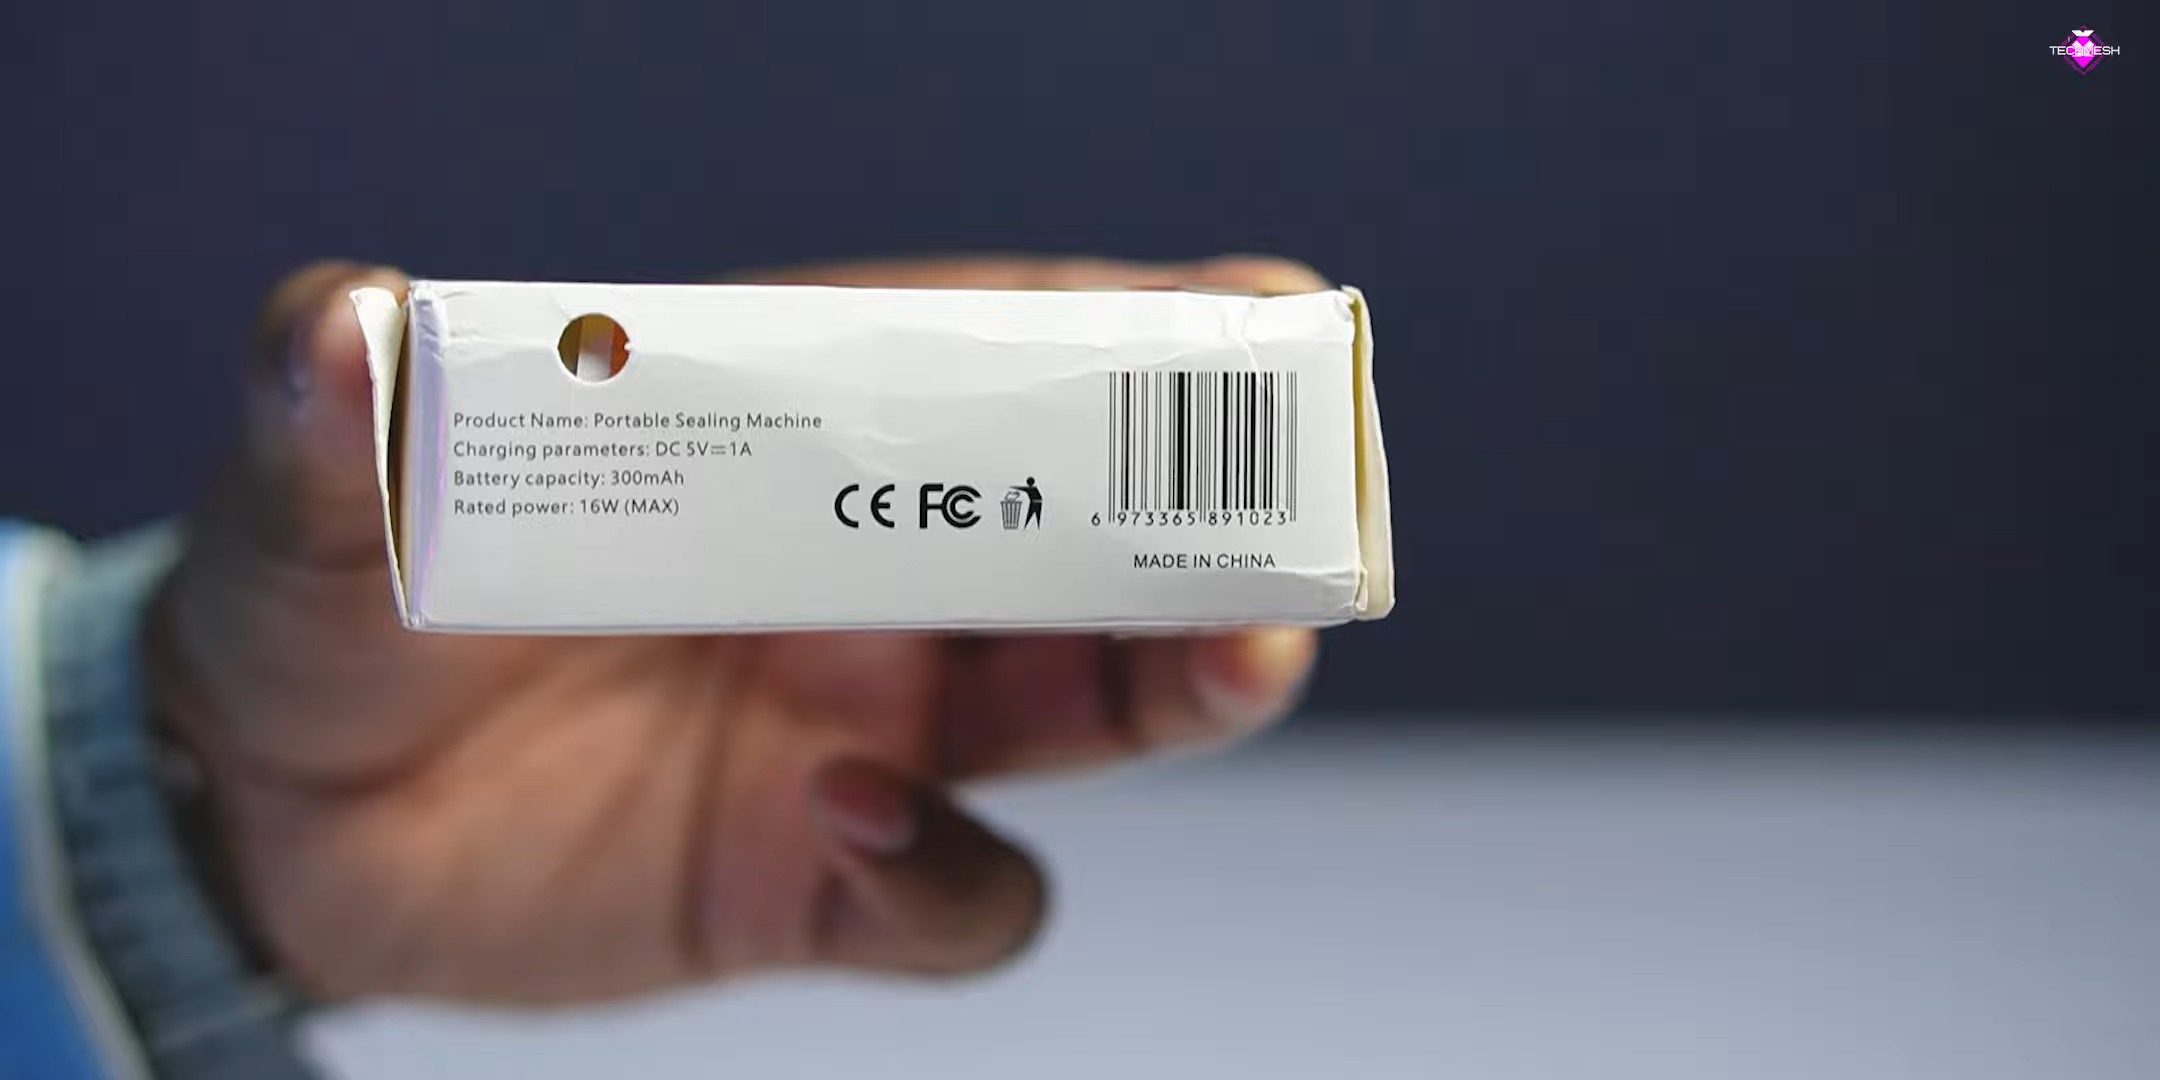 TECHMESH
Product Name: Portable Sealing Machine
Charging parameters: DC 5V⎓1A
Battery capacity: 300mAh
Rated power: 16W (MAX)
CE FC
6 973365 891023
MADE IN CHINA